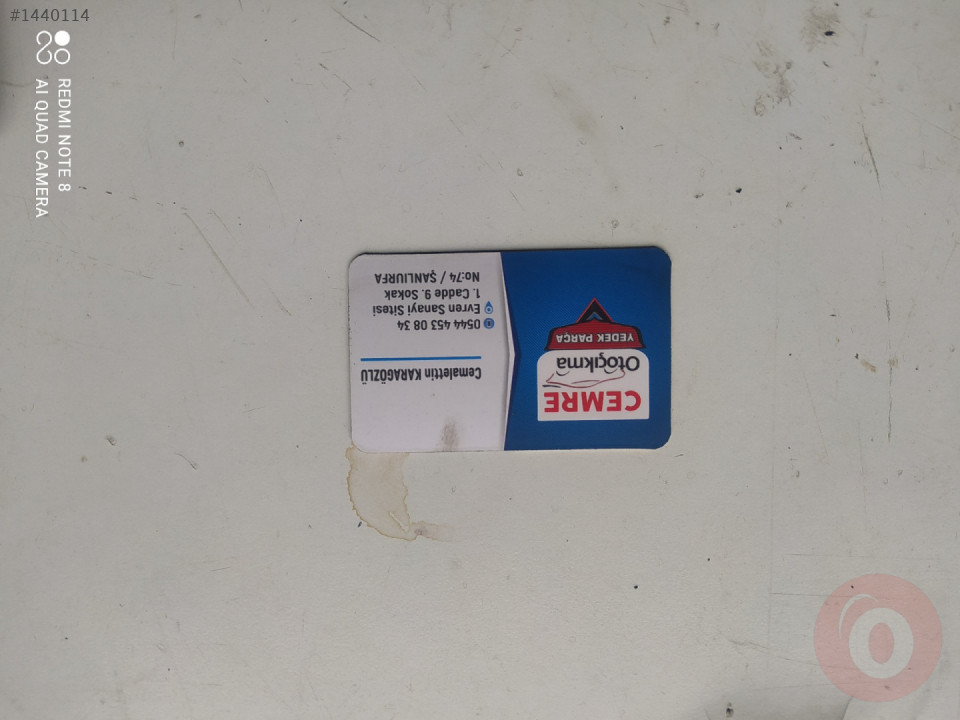 #1440114
REDMI NOTE 8
AI QUAD CAMERA
CEMRE
Otoçıkma
YEDEK PARÇA
Cemalettin KARAGÖZLÜ
0544 453 08 34
Evren Sanayi Sitesi
1. Cadde 9. Sokak
No:74 / ŞANLIURFA